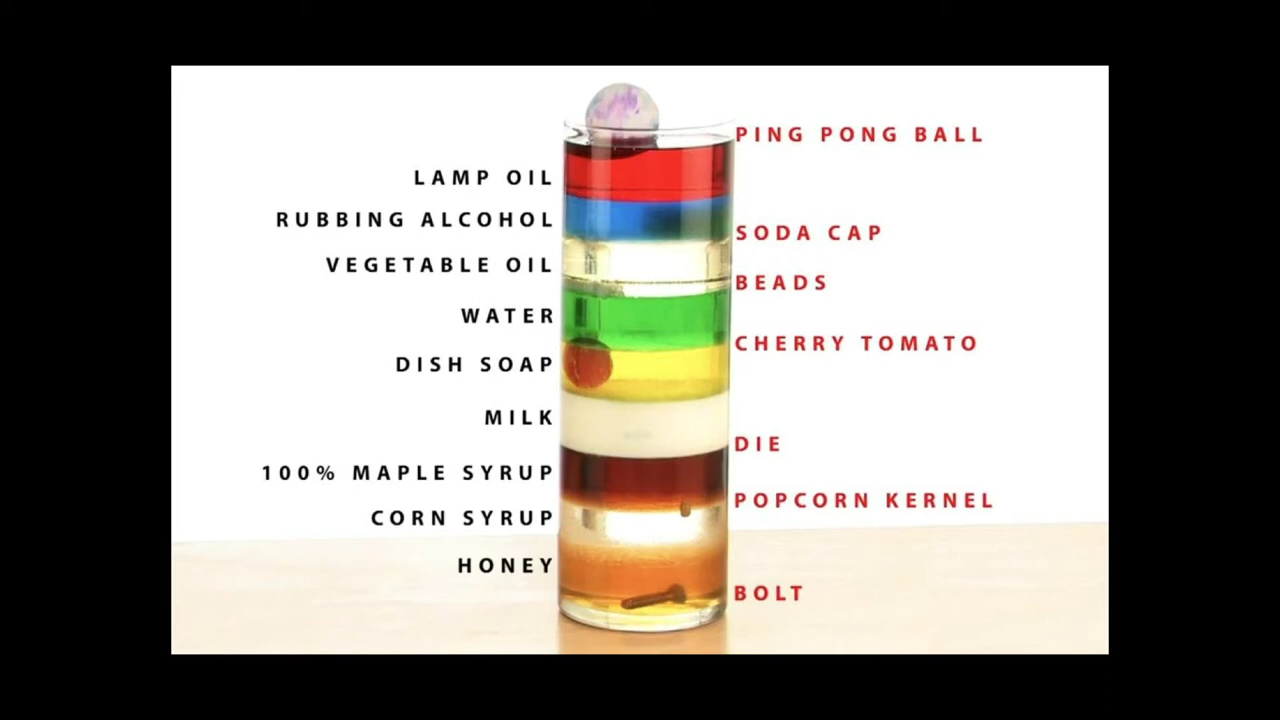 PING PONG BALL
LAMP OIL
RUBBING ALCOHOL
SODA CAP
VEGETABLE OIL
BEADS
WATER
CHERRY TOMATO
DISH SOAP
MILK
DIE
100% MAPLE SYRUP
POPCORN KERNEL
CORN SYRUP
HONEY
BOLT